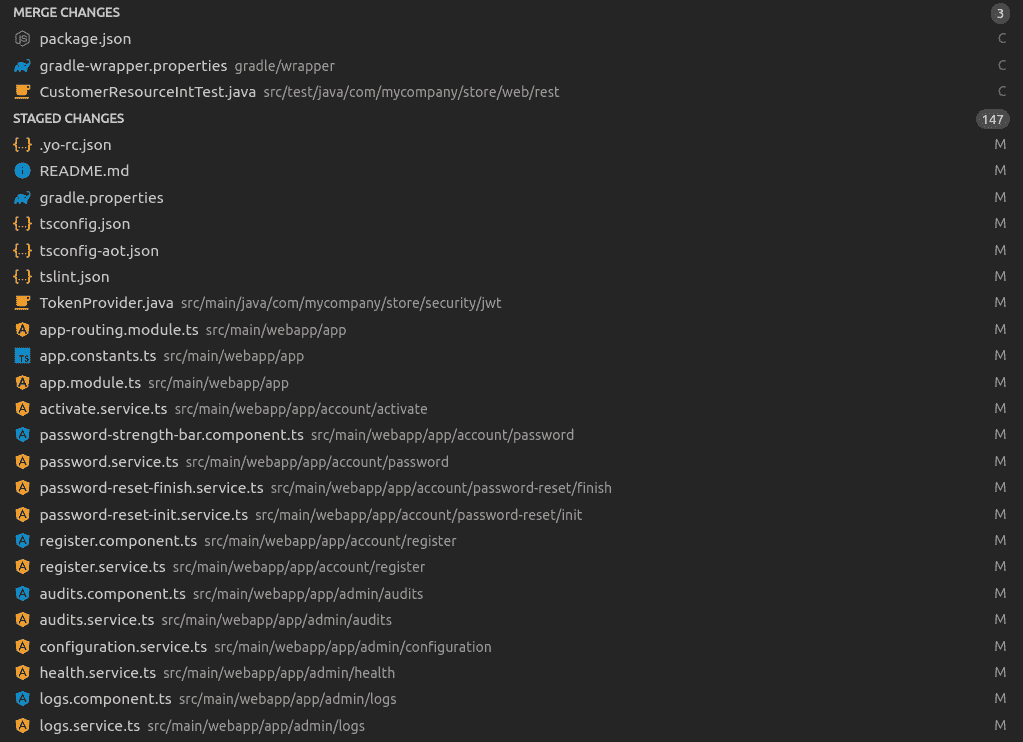 MERGE CHANGES 3
package.json C
gradle-wrapper.properties gradle/wrapper C
CustomerResourceIntTest.java src/test/java/com/mycompany/store/web/rest C
STAGED CHANGES 147
{...} .yo-rc.json M
README.md M
gradle.properties M
{...} tsconfig.json M
{...} tsconfig-aot.json M
{...} tslint.json M
TokenProvider.java src/main/java/com/mycompany/store/security/jwt M
app-routing.module.ts src/main/webapp/app M
TS app.constants.ts src/main/webapp/app M
app.module.ts src/main/webapp/app M
activate.service.ts src/main/webapp/app/account/activate M
password-strength-bar.component.ts src/main/webapp/app/account/password M
password.service.ts src/main/webapp/app/account/password M
password-reset-finish.service.ts src/main/webapp/app/account/password-reset/finish M
password-reset-init.service.ts src/main/webapp/app/account/password-reset/init M
register.component.ts src/main/webapp/app/account/register M
register.service.ts src/main/webapp/app/account/register M
audits.component.ts src/main/webapp/app/admin/audits M
audits.service.ts src/main/webapp/app/admin/audits M
configuration.service.ts src/main/webapp/app/admin/configuration M
health.service.ts src/main/webapp/app/admin/health M
logs.component.ts src/main/webapp/app/admin/logs M
logs.service.ts src/main/webapp/app/admin/logs M